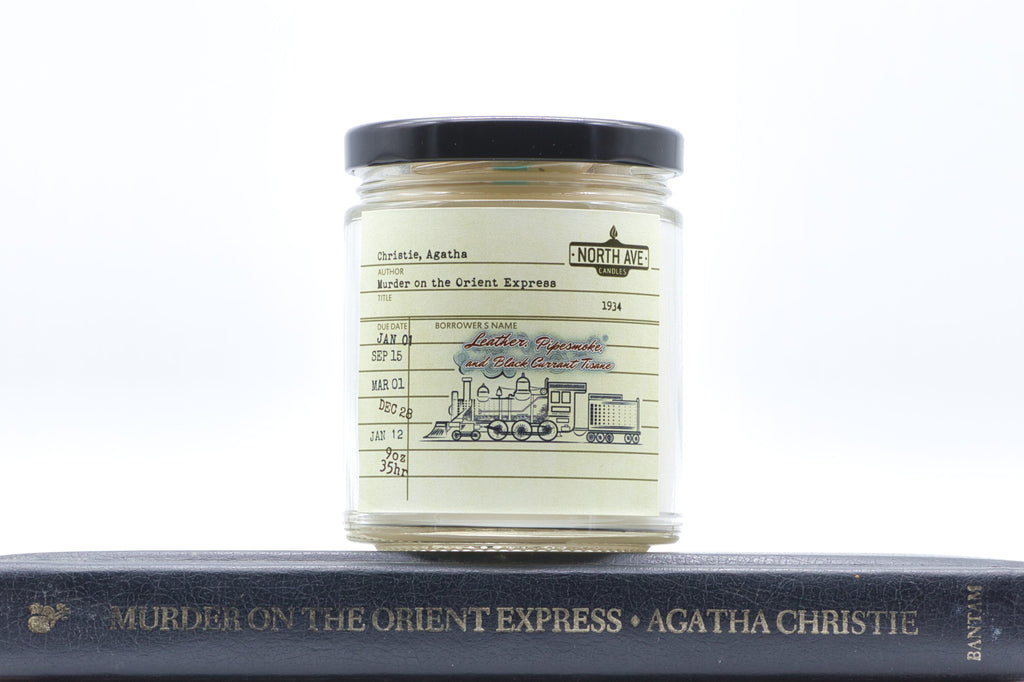 Christie, Agatha
AUTHOR
NORTH AVE
CANDLES
Murder on the Orient Express
TITLE
1934
DUE DATE
BORROWER S NAME
JAN 01
Leather, Pipesmoke,
SEP 15
and Black Currant Tisane
MAR 01
DEC 28
JAN 12
9oz
35hr
MURDER ON THE ORIENT EXPRESS • AGATHA CHRISTIE
BANTAM